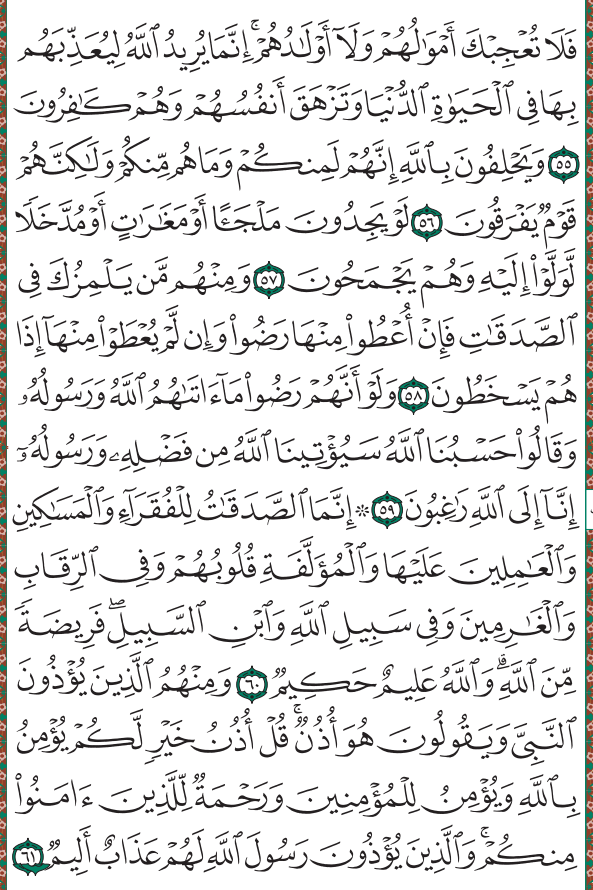 فَلَا تُعۡجِبۡكَ أَمۡوَٰلُهُمۡ وَلَآ أَوۡلَٰدُهُمۡۚ إِنَّمَا يُرِيدُ ٱللَّهُ لِيُعَذِّبَهُم
بِهَا فِي ٱلۡحَيَوٰةِ ٱلدُّنۡيَا وَتَزۡهَقَ أَنفُسُهُمۡ وَهُمۡ كَٰفِرُونَ
٥٥ وَيَحۡلِفُونَ بِٱللَّهِ إِنَّهُمۡ لَمِنكُمۡ وَمَا هُم مِّنكُمۡ وَلَٰكِنَّهُمۡ
قَوۡمٞ يَفۡرَقُونَ ٥٦ لَوۡ يَجِدُونَ مَلۡجَـًٔا أَوۡ مَغَٰرَٰتٍ أَوۡ مُدَّخَلٗا
لَّوَلَّوۡاْ إِلَيۡهِ وَهُمۡ يَجۡمَحُونَ ٥٧ وَمِنۡهُم مَّن يَلۡمِزُكَ فِي
ٱلصَّدَقَٰتِ فَإِنۡ أُعۡطُواْ مِنۡهَا رَضُواْ وَإِن لَّمۡ يُعۡطَوۡاْ مِنۡهَآ إِذَا
هُمۡ يَسۡخَطُونَ ٥٨ وَلَوۡ أَنَّهُمۡ رَضُواْ مَآ ءَاتَىٰهُمُ ٱللَّهُ وَرَسُولُهُۥ
وَقَالُواْ حَسۡبُنَا ٱللَّهُ سَيُؤۡتِينَا ٱللَّهُ مِن فَضۡلِهِۦ وَرَسُولُهُۥٓ
إِنَّآ إِلَى ٱللَّهِ رَٰغِبُونَ ٥٩ ۞ إِنَّمَا ٱلصَّدَقَٰتُ لِلۡفُقَرَآءِ وَٱلۡمَسَٰكِينِ
وَٱلۡعَٰمِلِينَ عَلَيۡهَا وَٱلۡمُؤَلَّفَةِ قُلُوبُهُمۡ وَفِي ٱلرِّقَابِ
وَٱلۡغَٰرِمِينَ وَفِي سَبِيلِ ٱللَّهِ وَٱبۡنِ ٱلسَّبِيلِۖ فَرِيضَةٗ
مِّنَ ٱللَّهِۗ وَٱللَّهُ عَلِيمٌ حَكِيمٞ ٦٠ وَمِنۡهُمُ ٱلَّذِينَ يُؤۡذُونَ
ٱلنَّبِيَّ وَيَقُولُونَ هُوَ أُذُنٞۚ قُلۡ أُذُنُ خَيۡرٖ لَّكُمۡ يُؤۡمِنُ
بِٱللَّهِ وَيُؤۡمِنُ لِلۡمُؤۡمِنِينَ وَرَحۡمَةٞ لِّلَّذِينَ ءَامَنُواْ
مِنكُمۡۚ وَٱلَّذِينَ يُؤۡذُونَ رَسُولَ ٱللَّهِ لَهُمۡ عَذَابٌ أَلِيمٞ ٦١